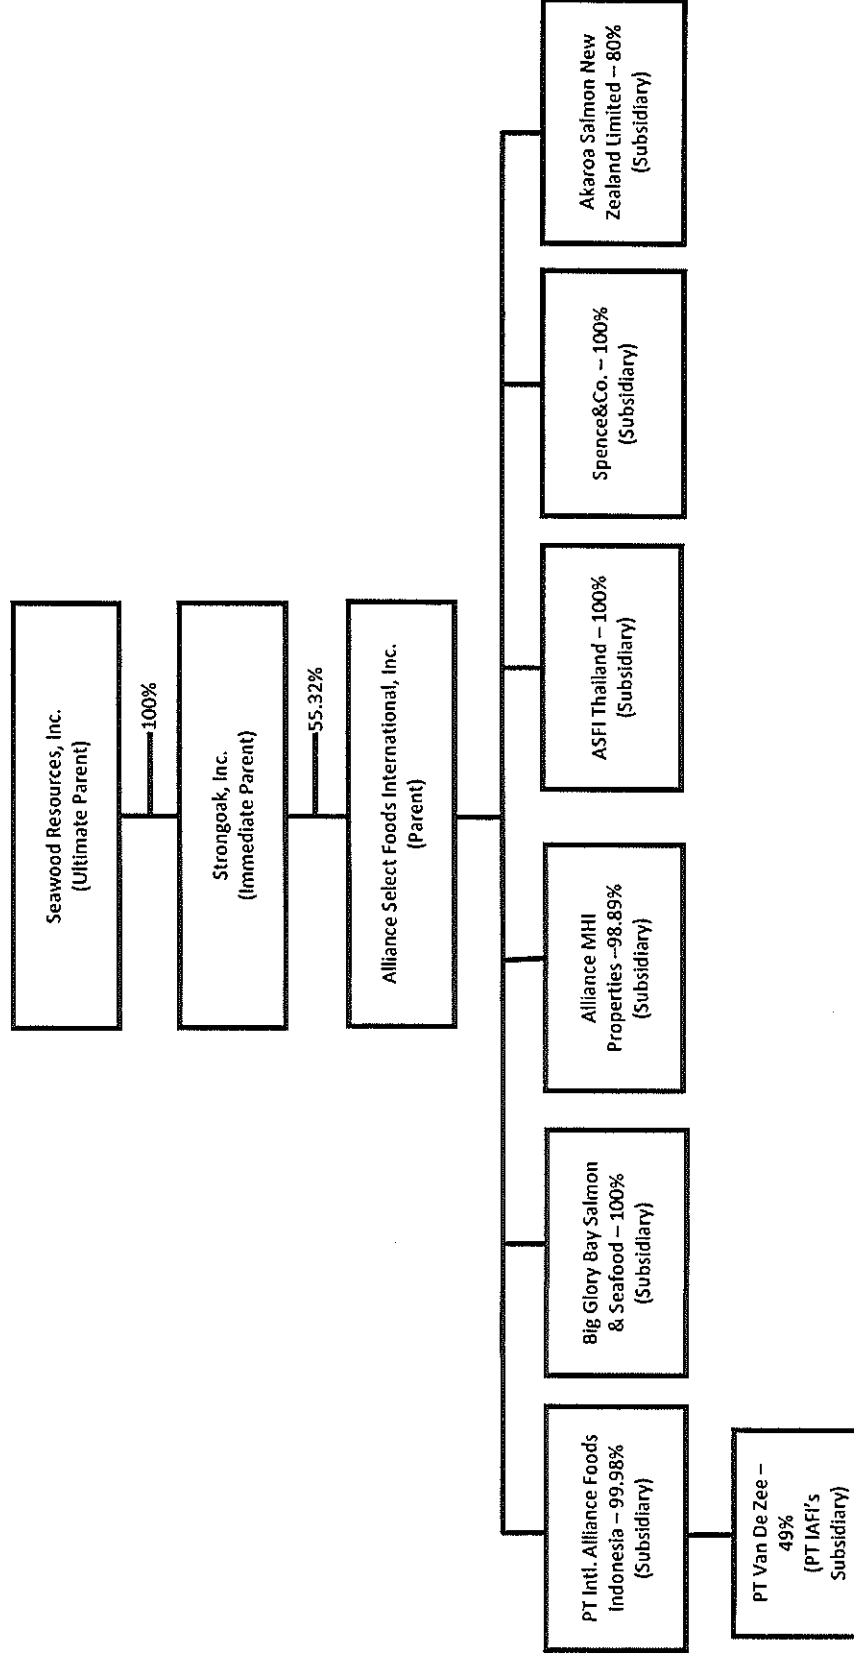 Seawood Resources, Inc.
(Ultimate Parent)
100%
Strongoak, Inc.
(Immediate Parent)
55.32%
Alliance Select Foods International, Inc.
(Parent)
PT Intl. Alliance Foods
Indonesia – 99.98%
(Subsidiary)
Big Glory Bay Salmon
& Seafood – 100%
(Subsidiary)
Alliance MHI
Properties –98.89%
(Subsidiary)
ASFI Thailand – 100%
(Subsidiary)
Spence&Co. – 100%
(Subsidiary)
Akaroa Salmon New
Zealand Limited – 80%
(Subsidiary)
PT Van De Zee –
49%
(PT IAFI's
Subsidiary)